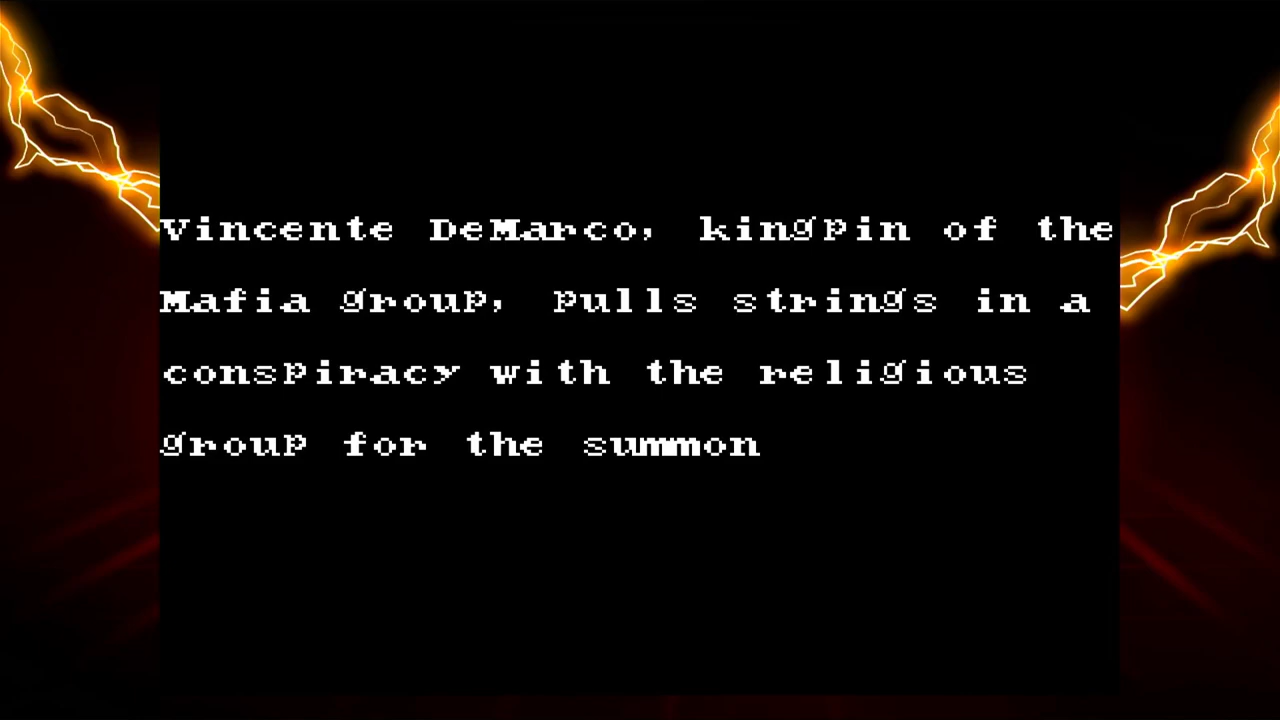 Vincente DeMarco, kingpin of the
Mafia group, pulls strings in a
conspiracy with the religious
group for the summon